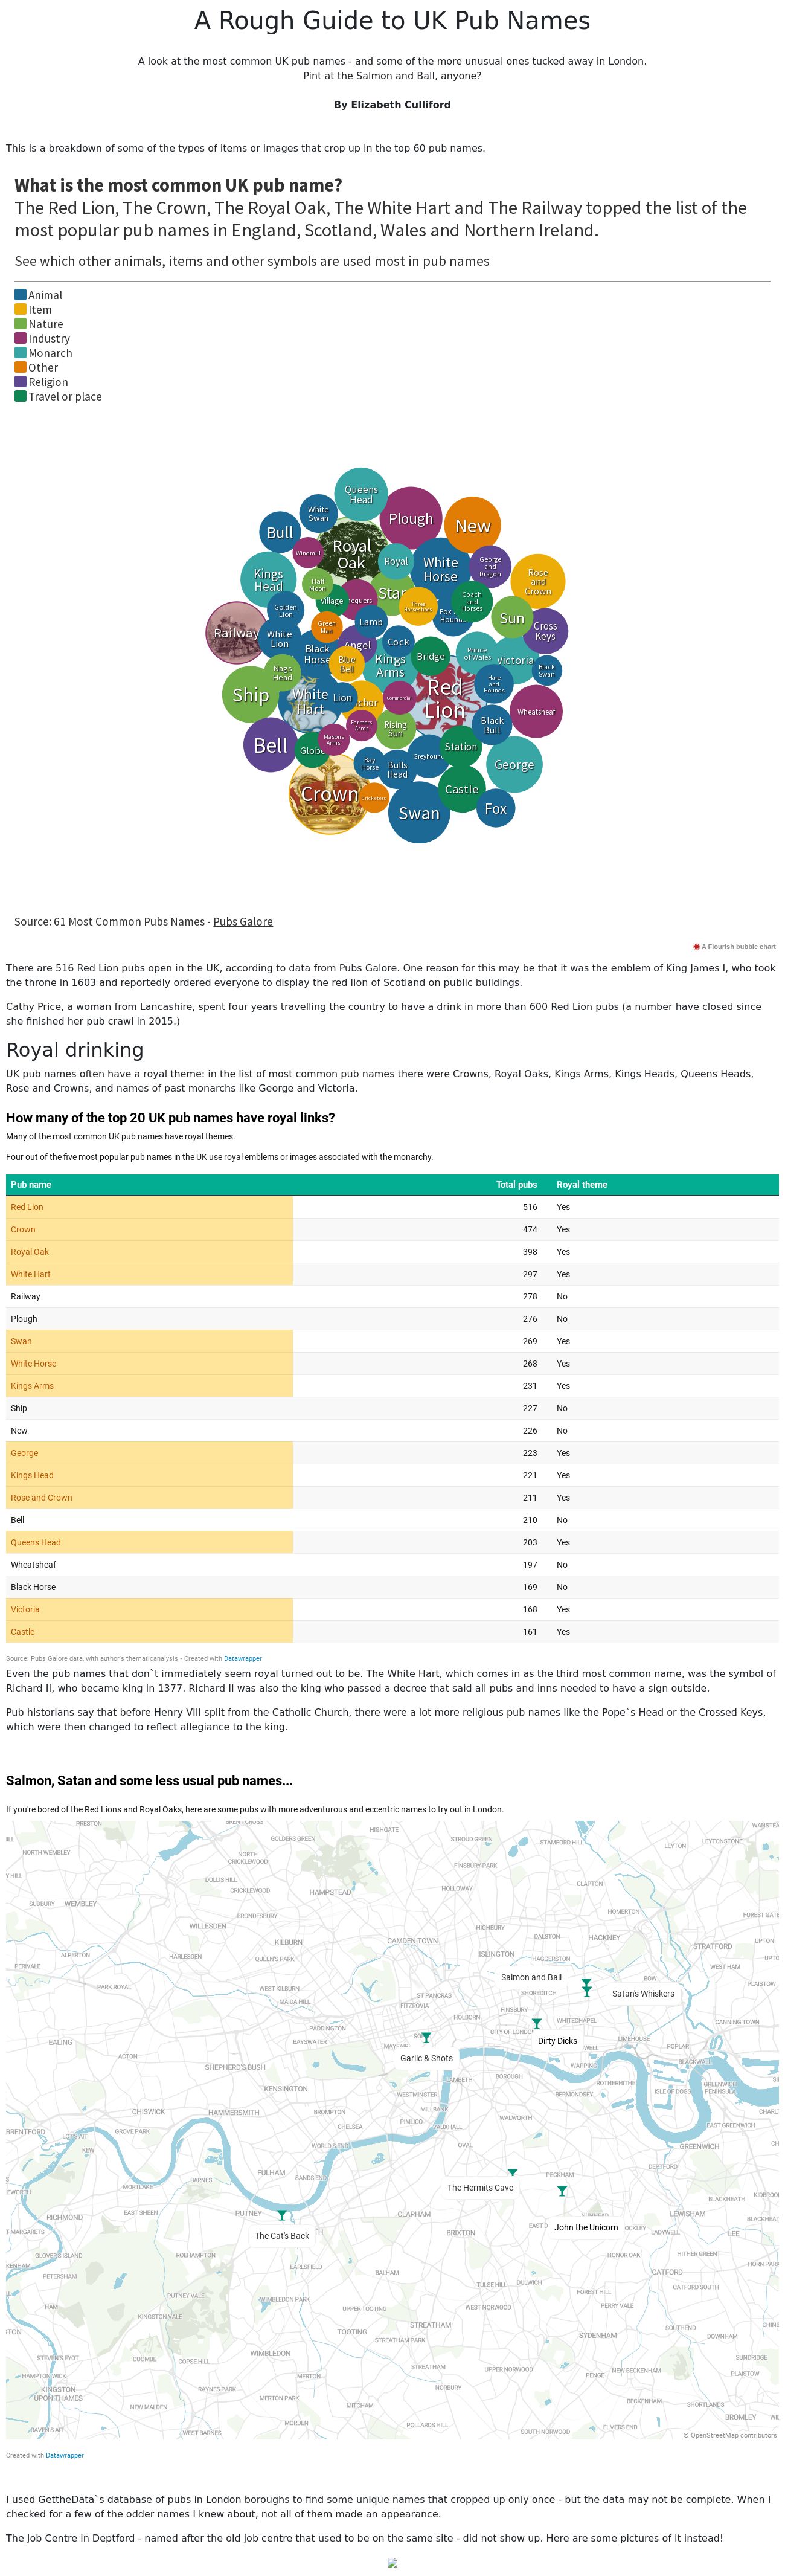 A Rough Guide to UK Pub Names
A look at the most common UK pub names - and some of the more unusual ones tucked away in London.
Pint at the Salmon and Ball, anyone?
By Elizabeth Culliford
This is a breakdown of some of the types of items or images that crop up in the top 60 pub names.
What is the most common UK pub name?
The Red Lion, The Crown, The Royal Oak, The White Hart and The Railway topped the list of the
most popular pub names in England, Scotland, Wales and Northern Ireland.
See which other animals, items and other symbols are used most in pub names
Animal
Item
Nature
Industry
Monarch
Other
Religion
Travel or place
Queens
Head
White
Swan
Plough
New
Bull
Royal
Oak
Windmill
Royal
White
Horse
George
and
Dragon
Rose
and
Crown
Kings
Head
Half
Moon
Village
Star
Coach
and
Horses
Golden
Lion
Green
Man
Lamb
Sun
Cross
Keys
Railway
White
Lion
Black
Horse
Angel
Cock
Blue
Bell
Kings
Arms
Bridge
Prince
of Wales
Victoria
Black
Swan
Nags
Head
Ship
White
Hart
Lion
Commercial
Red
Lion
Hare
and
Hounds
Wheatsheaf
Farmers
Arms
Rising
Sun
Black
Bull
Bell
Globe
Masons
Arms
Bay
Horse
Bulls
Head
Greyhound
Station
George
Crown
Cricketers
Swan
Castle
Fox
Source: 61 Most Common Pubs Names - Pubs Galore
A Flourish bubble chart
There are 516 Red Lion pubs open in the UK, according to data from Pubs Galore. One reason for this may be that it was the emblem of King James I, who took
the throne in 1603 and reportedly ordered everyone to display the red lion of Scotland on public buildings.
Cathy Price, a woman from Lancashire, spent four years travelling the country to have a drink in more than 600 Red Lion pubs (a number have closed since
she finished her pub crawl in 2015.)
Royal drinking
UK pub names often have a royal theme: in the list of most common pub names there were Crowns, Royal Oaks, Kings Arms, Kings Heads, Queens Heads,
Rose and Crowns, and names of past monarchs like George and Victoria.
How many of the top 20 UK pub names have royal links?
Many of the most common UK pub names have royal themes.
Four out of the five most popular pub names in the UK use royal emblems or images associated with the monarchy.
Pub name Total pubs Royal theme
Red Lion 516 Yes
Crown 474 Yes
Royal Oak 398 Yes
White Hart 297 Yes
Railway 278 No
Plough 276 No
Swan 269 Yes
White Horse 268 Yes
Kings Arms 231 Yes
Ship 227 No
New 226 No
George 223 Yes
Kings Head 221 Yes
Rose and Crown 211 Yes
Bell 210 No
Queens Head 203 Yes
Wheatsheaf 197 No
Black Horse 169 No
Victoria 168 Yes
Castle 161 Yes
Source: Pubs Galore data, with author's thematicanalysis • Created with Datawrapper
Even the pub names that don`t immediately seem royal turned out to be. The White Hart, which comes in as the third most common name, was the symbol of
Richard II, who became king in 1377. Richard II was also the king who passed a decree that said all pubs and inns needed to have a sign outside.
Pub historians say that before Henry VIII split from the Catholic Church, there were a lot more religious pub names like the Pope`s Head or the Crossed Keys,
which were then changed to reflect allegiance to the king.
Salmon, Satan and some less usual pub names...
If you're bored of the Red Lions and Royal Oaks, here are some pubs with more adventurous and eccentric names to try out in London.
PRESTON
HIGHGATE
GOLDERS GREEN
STROUD GREEN
STAMFORD HILL
LEYTON
LEYTONSTONE
NORTH WEMBLEY
NORTH
CRICKLEWOOD
FINSBURY PARK
DOLLIS HILL
CRICKLEWOOD
HAMPSTEAD
HOLLOWAY
CLAPTON
SUDBURY
WEMBLEY
HOMERTON
BRONDESBURY
WILLESDEN
HIGHBURY
KILBURN
CAMDEN TOWN
DALSTON
HACKNEY
STRATFORD
UPTON
ALPERTON
HARLESDEN
QUEEN'S PARK
ISLINGTON
HAGGERSTON
PERIVALE
WEST HAM
PARK ROYAL
WEST KILBURN
MAIDA HILL
ST PANCRAS
Salmon and Ball
BOW
PLAISTOW
Satan's Whiskers
SHOREDITCH
FITZROVIA
FINSBURY
HOLBORN
WHITECHAPEL
CANNING TOWN
PADDINGTON
CITY OF LONDON
BAYSWATER
Dirty Dicks
LIMEHOUSE
POPLAR
EALING
ACTON
Garlic & Shots
WAPPING
BLACKWALL
SHEPHERD'S BUSH
BOROUGH
ROTHERHITHE
KENSINGTON
WESTMINSTER
BERMONDSEY
ISLE OF DOGS
GREENWICH
PENINSULA
CHISWICK
HAMMERSMITH
BROMPTON
CHELSEA
MILLBANK
PIMLICO
VAUXHALL
WALWORTH
EAST GREENWICH
BRENTFORD
GROVE PARK
KEW
WORLD'S END
OVAL
GREENWICH
BARNES
FULHAM
SANDS END
PECKHAM
DEPTFORD
MORTLAKE
The Hermits Cave
BLACKHEATH
RICHMOND
EAST SHEEN
PUTNEY
CLAPHAM
LEWISHAM
The Cat's Back
BRIXTON
John the Unicorn
LADYWELL
LEE
ROEHAMPTON
EARLSFIELD
HONOR OAK
HITHER GREEN
PETERSHAM
BALHAM
CATFORD
HAM
PUTNEY VALE
WIMBLEDON PARK
TULSE HILL
DULWICH
FOREST HILL
CATFORD SOUTH
KINGSTON VALE
UPPER TOOTING
WEST NORWOOD
PERRY VALE
TOOTING
STREATHAM
STREATHAM PARK
SYDENHAM
SOUTHEND
DOWNHAM
WIMBLEDON
COOMBE
COPSE HILL
STREATHAM
UPPER NORWOOD
PENGE
NEW BECKENHAM
PLAISTOW
SUNDRIDGE
HAMPTON WICK
KINGSTON
UPON THAMES
RAYNES PARK
MERTON
MERTON PARK
NORBURY
BECKENHAM
SHORTLANDS
NEW MALDEN
MITCHAM
BROMLEY
RAVEN'S AIT
WEST BARNES
MORDEN
POLLARDS HILL
SOUTH NORWOOD
ELMERS END
© OpenStreetMap contributors
Created with Datawrapper
I used GettheData`s database of pubs in London boroughs to find some unique names that cropped up only once - but the data may not be complete. When I
checked for a few of the odder names I knew about, not all of them made an appearance.
The Job Centre in Deptford - named after the old job centre that used to be on the same site - did not show up. Here are some pictures of it instead!